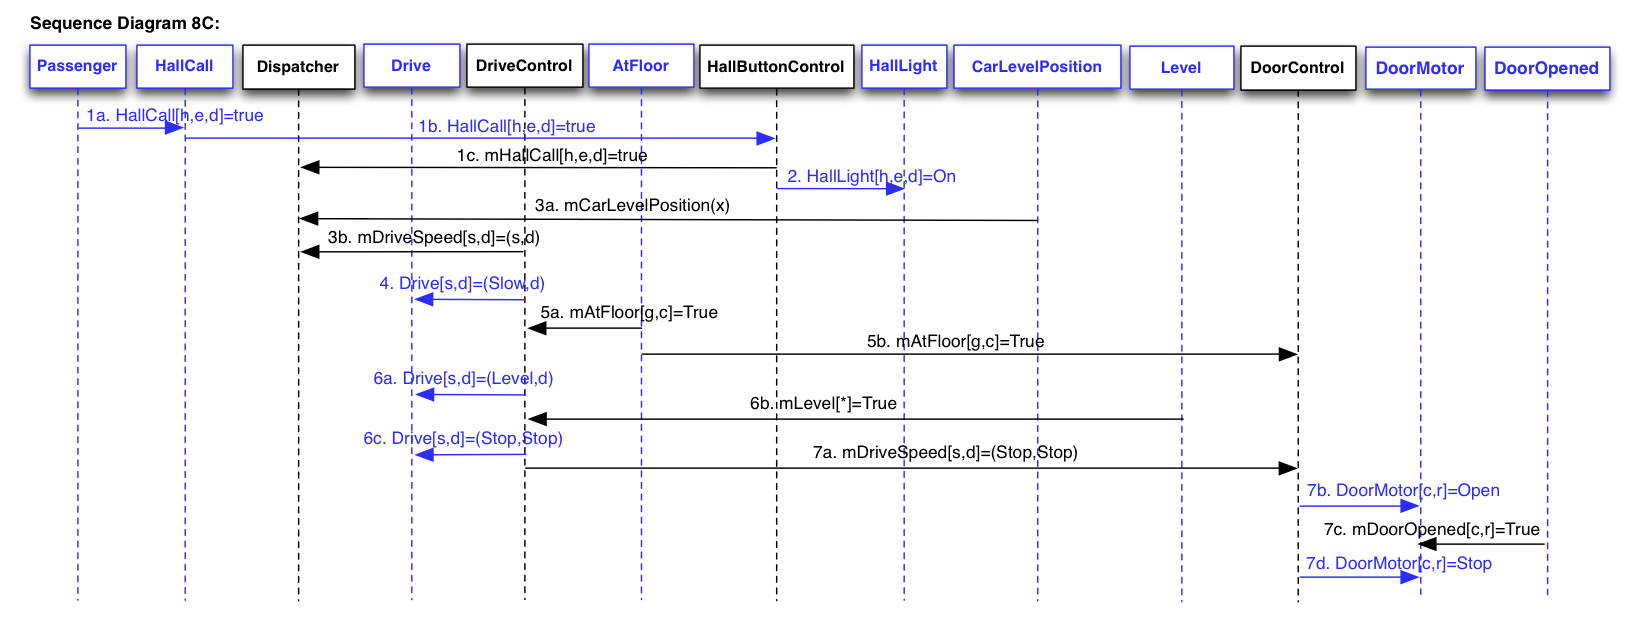 Sequence Diagram 8C:
Passenger
HallCall
Dispatcher
Drive
DriveControl
AtFloor
HallButtonControl
HallLight
CarLevelPosition
Level
DoorControl
DoorMotor
DoorOpened
1a. HallCall[h,e,d]=true
1b. HallCall[h,e,d]=true
1c. mHallCall[h,e,d]=true
2. HallLight[h,e,d]=On
3a. mCarLevelPosition(x)
3b. mDriveSpeed[s,d]=(s,d)
4. Drive[s,d]=(Slow,d)
5a. mAtFloor[g,c]=True
5b. mAtFloor[g,c]=True
6a. Drive[s,d]=(Level,d)
6b. mLevel[*]=True
6c. Drive[s,d]=(Stop,Stop)
7a. mDriveSpeed[s,d]=(Stop,Stop)
7b. DoorMotor[c,r]=Open
7c. mDoorOpened[c,r]=True
7d. DoorMotor[c,r]=Stop